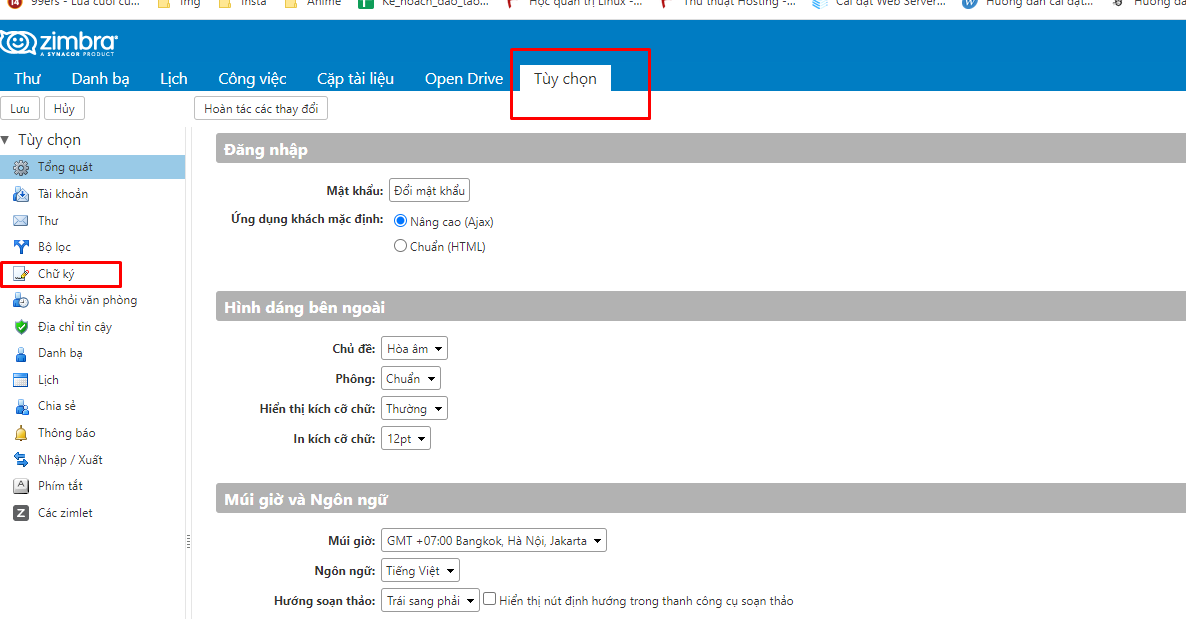 99ers - Lứa cuối cù...
Img
Insta
Anime
Ke_hoach_dao_tao...
Học quản trị Linux -...
Thủ thuật Hosting -...
Cài đặt Web Server...
Hướng dẫn cài đặt...
Hướng dẫ
zimbra
A SYNACOR PRODUCT
Thư Danh bạ Lịch Công việc Cặp tài liệu Open Drive Tùy chọn
Lưu Hủy Hoàn tác các thay đổi
Tùy chọn
Tổng quát
Tài khoản
Thư
Bộ lọc
Chữ ký
Ra khỏi văn phòng
Địa chỉ tin cậy
Danh bạ
Lịch
Chia sẻ
Thông báo
Nhập / Xuất
Phím tắt
Các zimlet
Đăng nhập
Mật khẩu: Đổi mật khẩu
Ứng dụng khách mặc định: Nâng cao (Ajax)
Chuẩn (HTML)
Hình dáng bên ngoài
Chủ đề: Hòa âm
Phông: Chuẩn
Hiển thị kích cỡ chữ: Thường
In kích cỡ chữ: 12pt
Múi giờ và Ngôn ngữ
Múi giờ: GMT +07:00 Bangkok, Hà Nội, Jakarta
Ngôn ngữ: Tiếng Việt
Hướng soạn thảo: Trái sang phải Hiển thị nút định hướng trong thanh công cụ soạn thảo